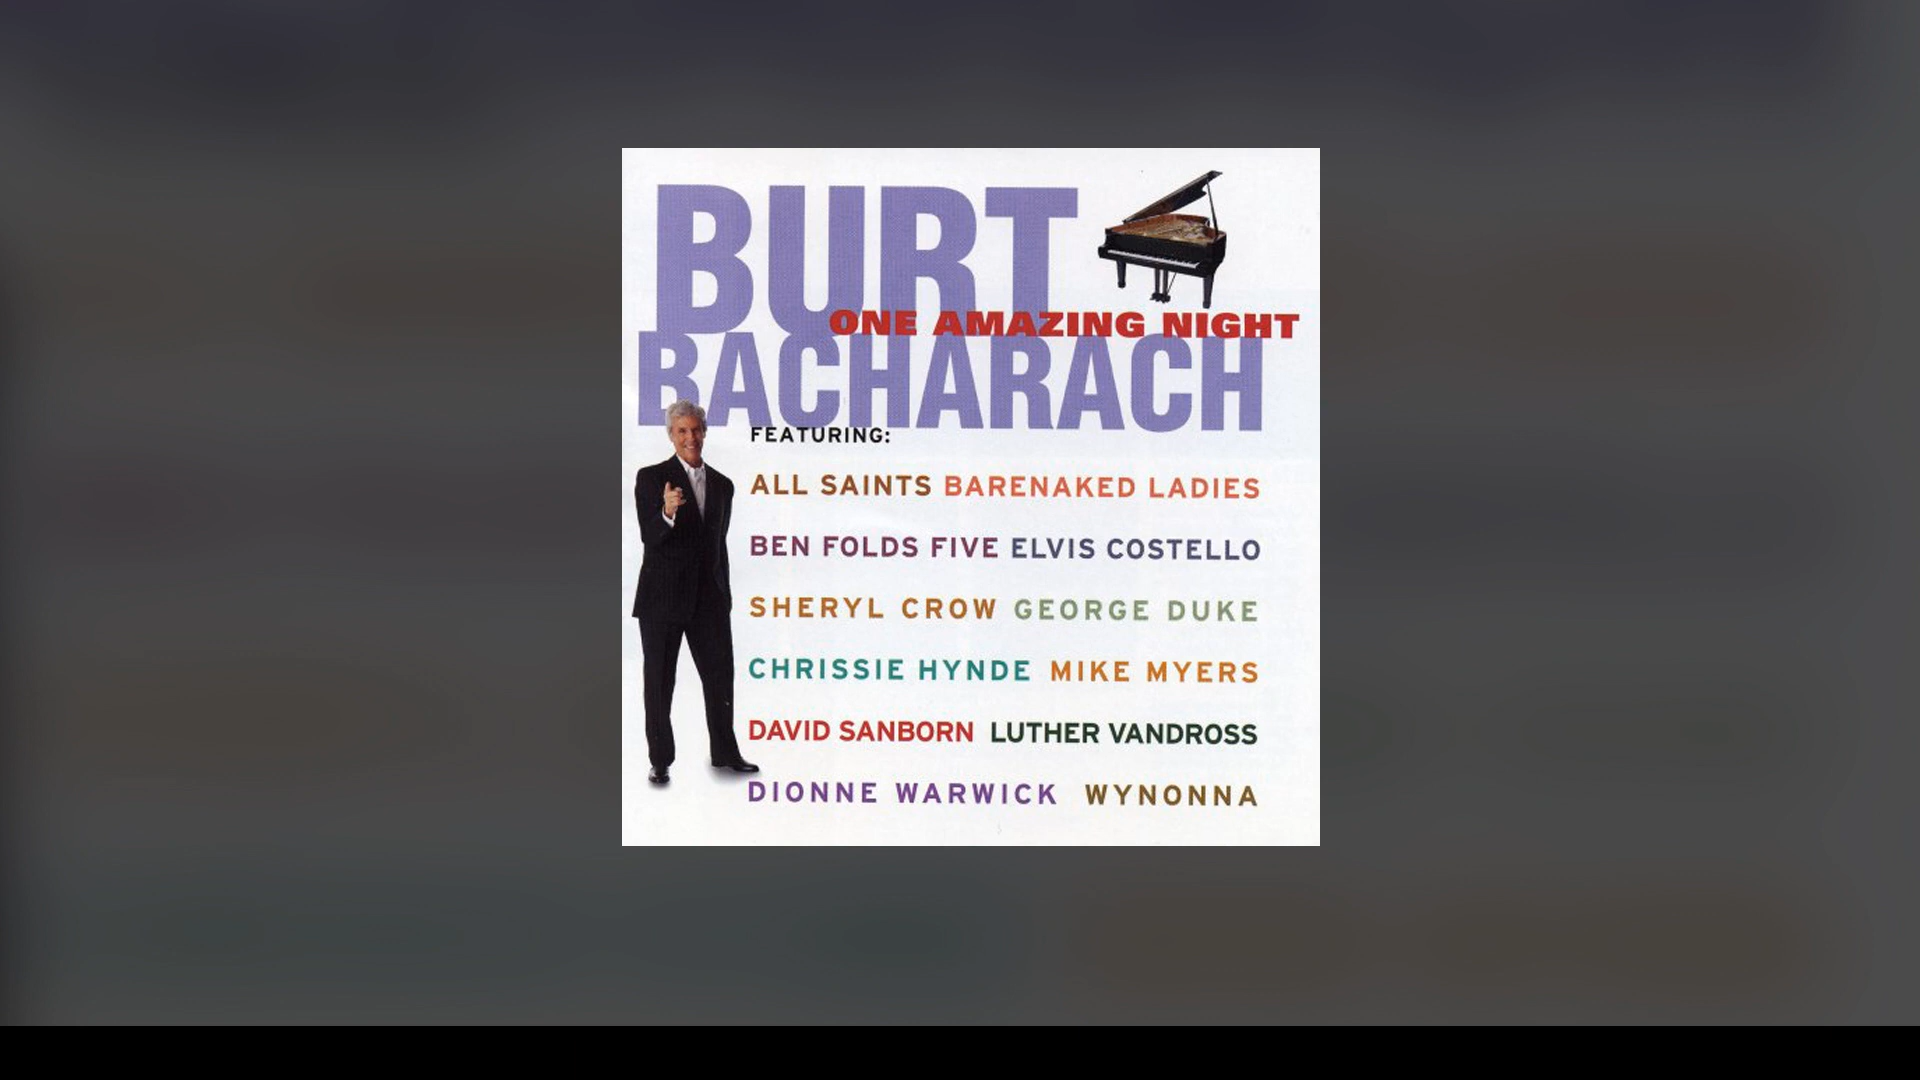 BURT
ONE AMAZING NIGHT
BACHARACH
FEATURING:
ALL SAINTS BARENAKED LADIES
BEN FOLDS FIVE ELVIS COSTELLO
SHERYL CROW GEORGE DUKE
CHRISSIE HYNDE MIKE MYERS
DAVID SANBORN LUTHER VANDROSS
DIONNE WARWICK WYNONNA